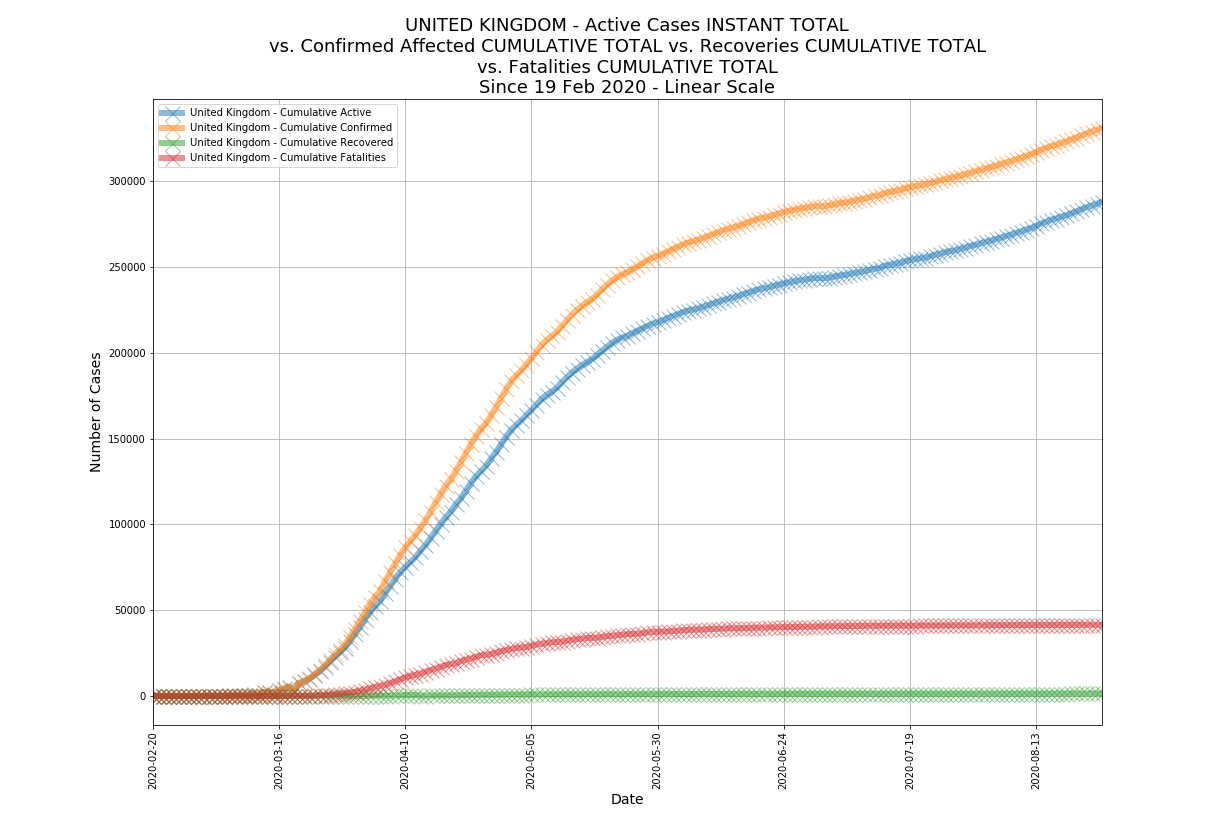 UNITED KINGDOM - Active Cases INSTANT TOTAL
vs. Confirmed Affected CUMULATIVE TOTAL vs. Recoveries CUMULATIVE TOTAL
vs. Fatalities CUMULATIVE TOTAL
Since 19 Feb 2020 - Linear Scale
United Kingdom - Cumulative Active
United Kingdom - Cumulative Confirmed
United Kingdom - Cumulative Recovered
United Kingdom - Cumulative Fatalities
Number of Cases
300000
250000
200000
150000
100000
50000
0
2020-02-20
2020-03-16
2020-04-10
2020-05-05
2020-05-30
2020-06-24
2020-07-19
2020-08-13
Date